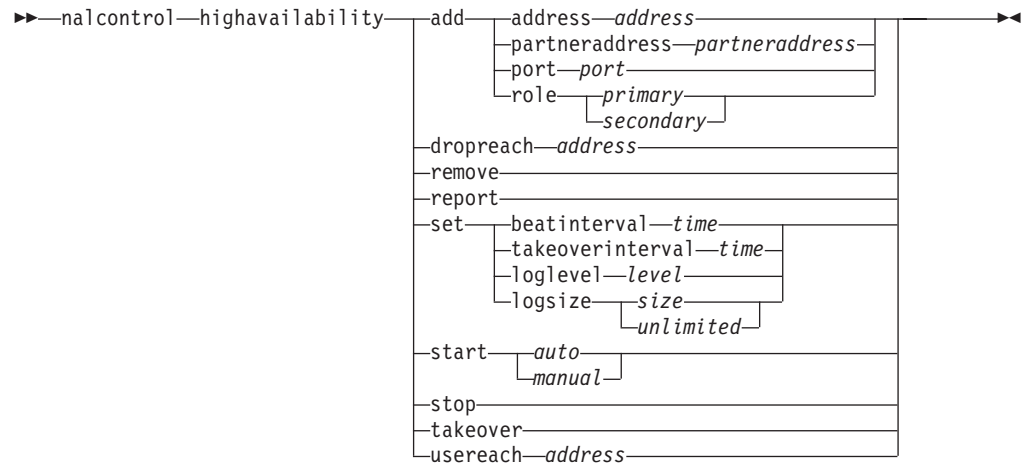 nalcontrol highavailability add address address
partneraddress partneraddress
port port
role primary
secondary
dropreach address
remove
report
set beatinterval time
takeoverinterval time
loglevel level
logsize size
unlimited
start auto
manual
stop
takeover
usereach address